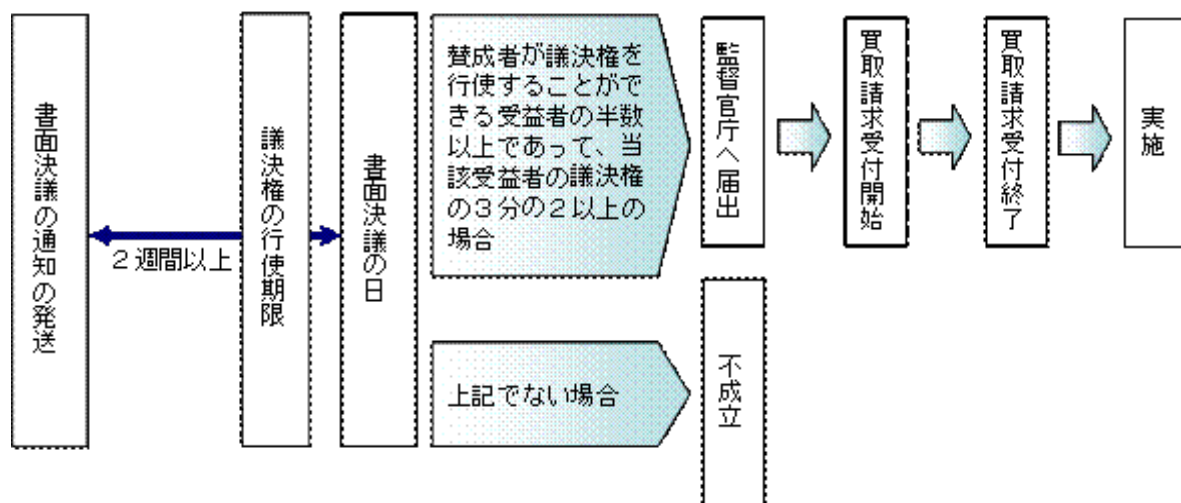 書面決議の通知の発送
２週間以上
議決権の行使期限
書面決議の日
賛成者が議決権を
行使することがで
きる受益者の半数
以上であって、当
該受益者の議決権
の３分の２以上の
場合
監督官庁へ届出
買取請求受付開始
買取請求受付終了
実施
上記でない場合
不成立